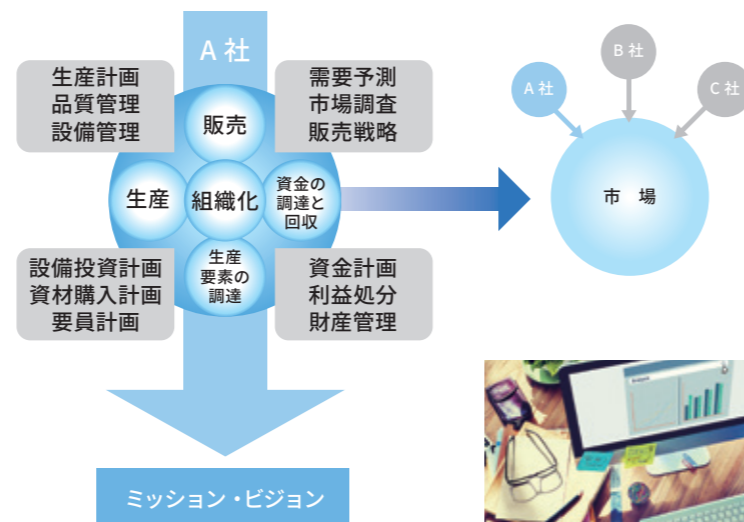 A 社
生産計画
品質管理
設備管理
需要予測
市場調査
販売戦略
販売
生産
組織化
資金の
調達と
回収
生産
要素の
調達
設備投資計画
資材購入計画
要員計画
資金計画
利益処分
財産管理
ミッション・ビジョン
A 社
B 社
C 社
市 場